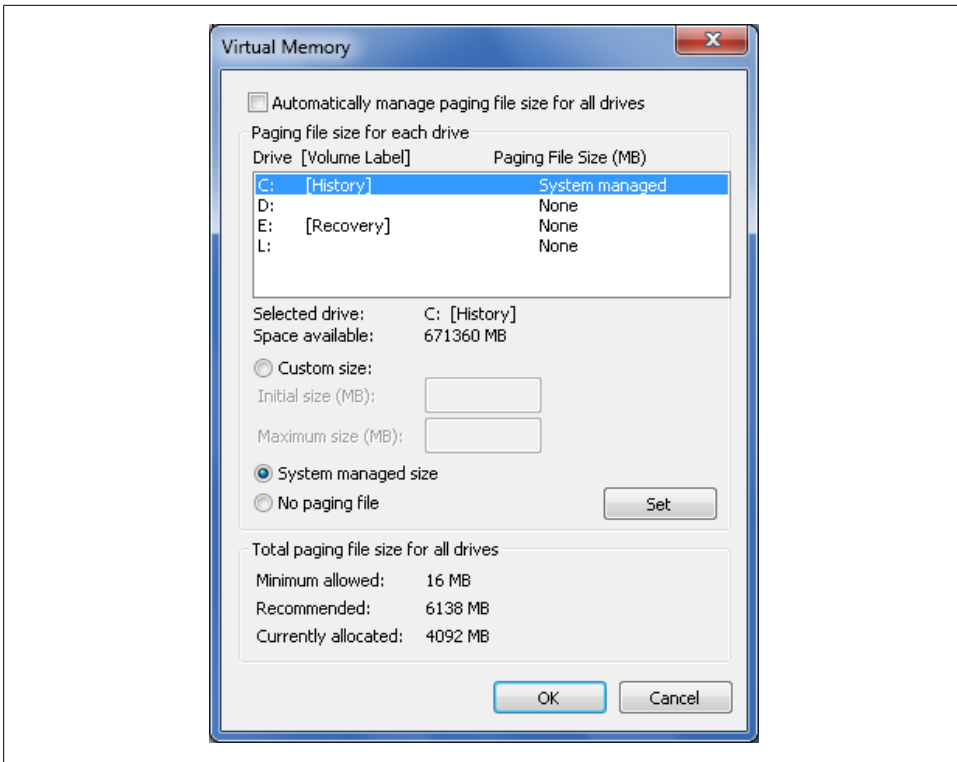 Virtual Memory
Automatically manage paging file size for all drives
Paging file size for each drive
Drive [Volume Label] Paging File Size (MB)
C: [History] System managed
D: None
E: [Recovery] None
L: None
Selected drive: C: [History]
Space available: 671360 MB
Custom size:
Initial size (MB):
Maximum size (MB):
System managed size
No paging file Set
Total paging file size for all drives
Minimum allowed: 16 MB
Recommended: 6138 MB
Currently allocated: 4092 MB
OK Cancel